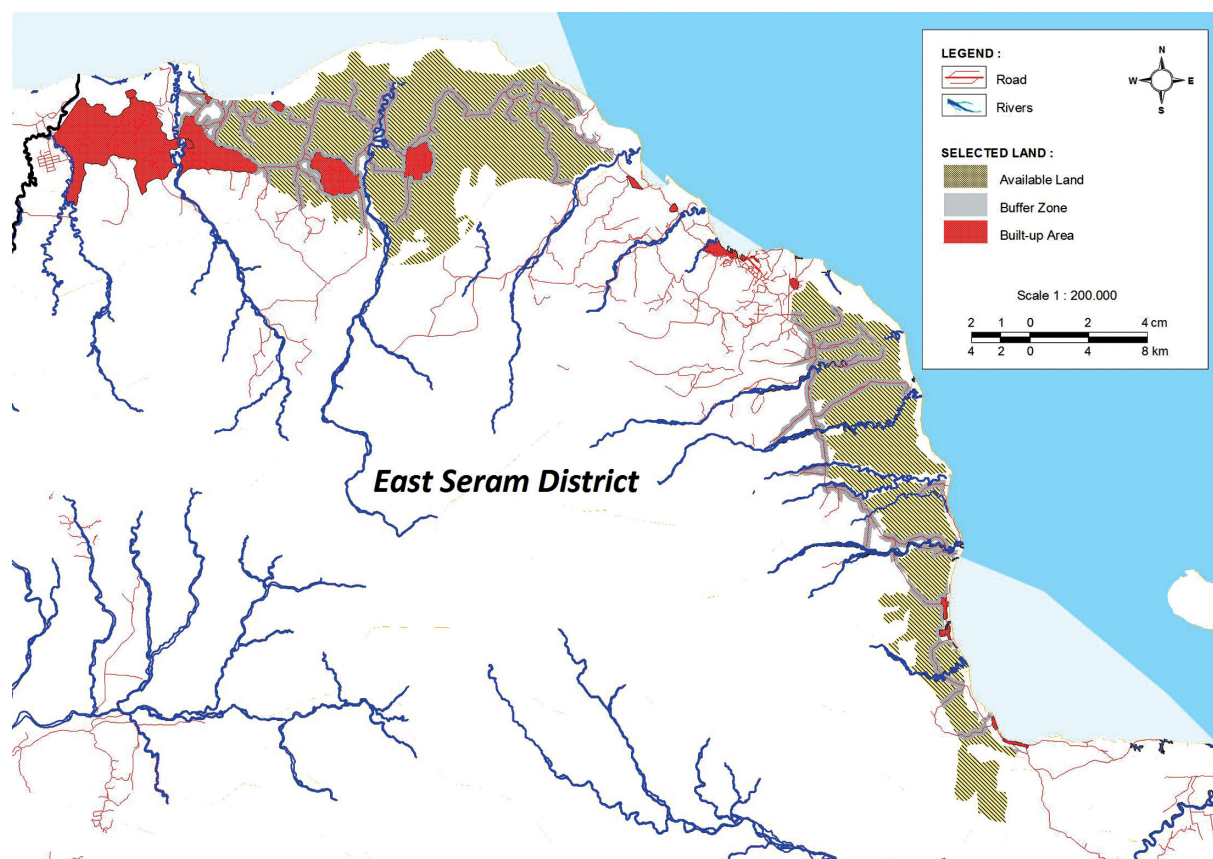 LEGEND :
Road
Rivers
N
W E
S
SELECTED LAND :
Available Land
Buffer Zone
Built-up Area
Scale 1 : 200.000
2 1 0 2 4 cm
4 2 0 4 8 km
East Seram District